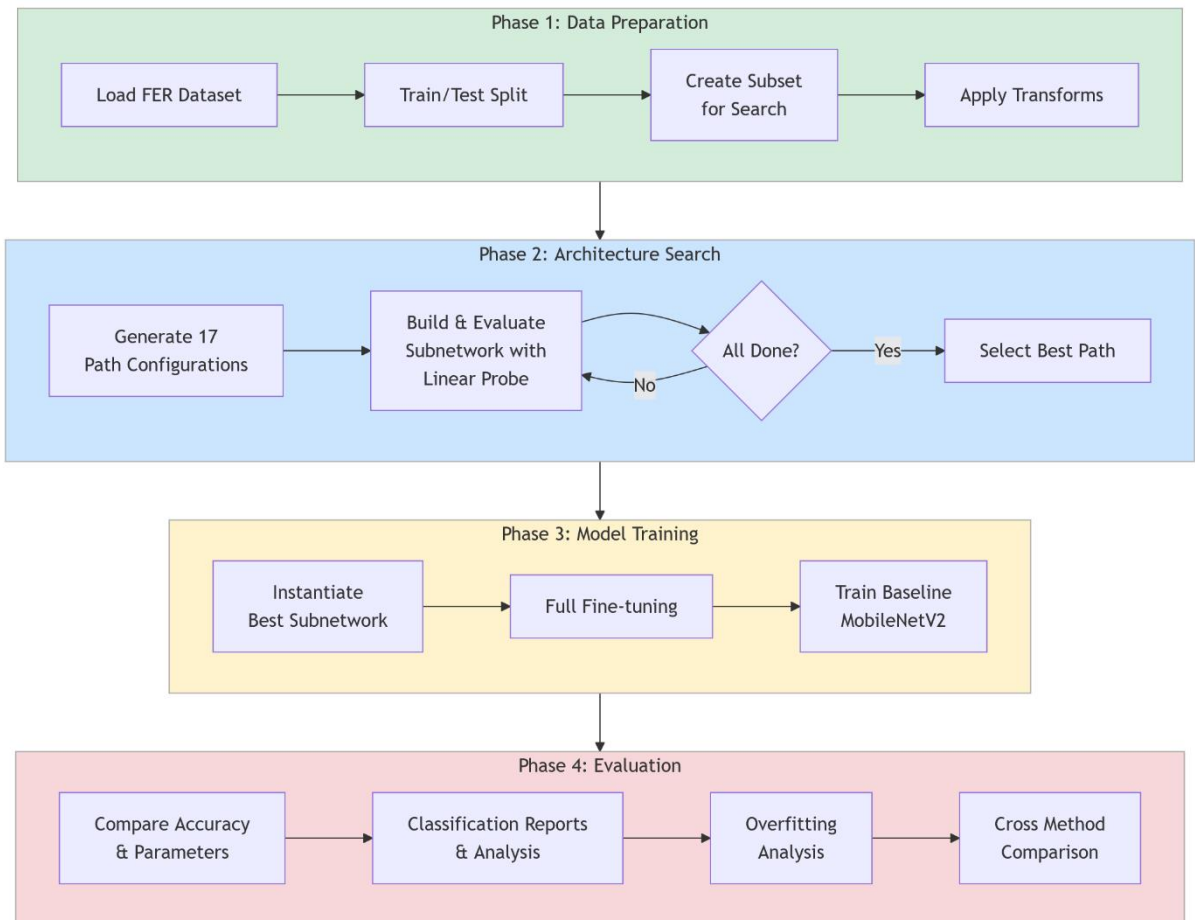 Phase 1: Data Preparation
Load FER Dataset
Train/Test Split
Create Subset
for Search
Apply Transforms
Phase 2: Architecture Search
Generate 17
Path Configurations
Build & Evaluate
Subnetwork with
Linear Probe
All Done?
No
Yes
Select Best Path
Phase 3: Model Training
Instantiate
Best Subnetwork
Full Fine-tuning
Train Baseline
MobileNetV2
Phase 4: Evaluation
Compare Accuracy
& Parameters
Classification Reports
& Analysis
Overfitting
Analysis
Cross Method
Comparison